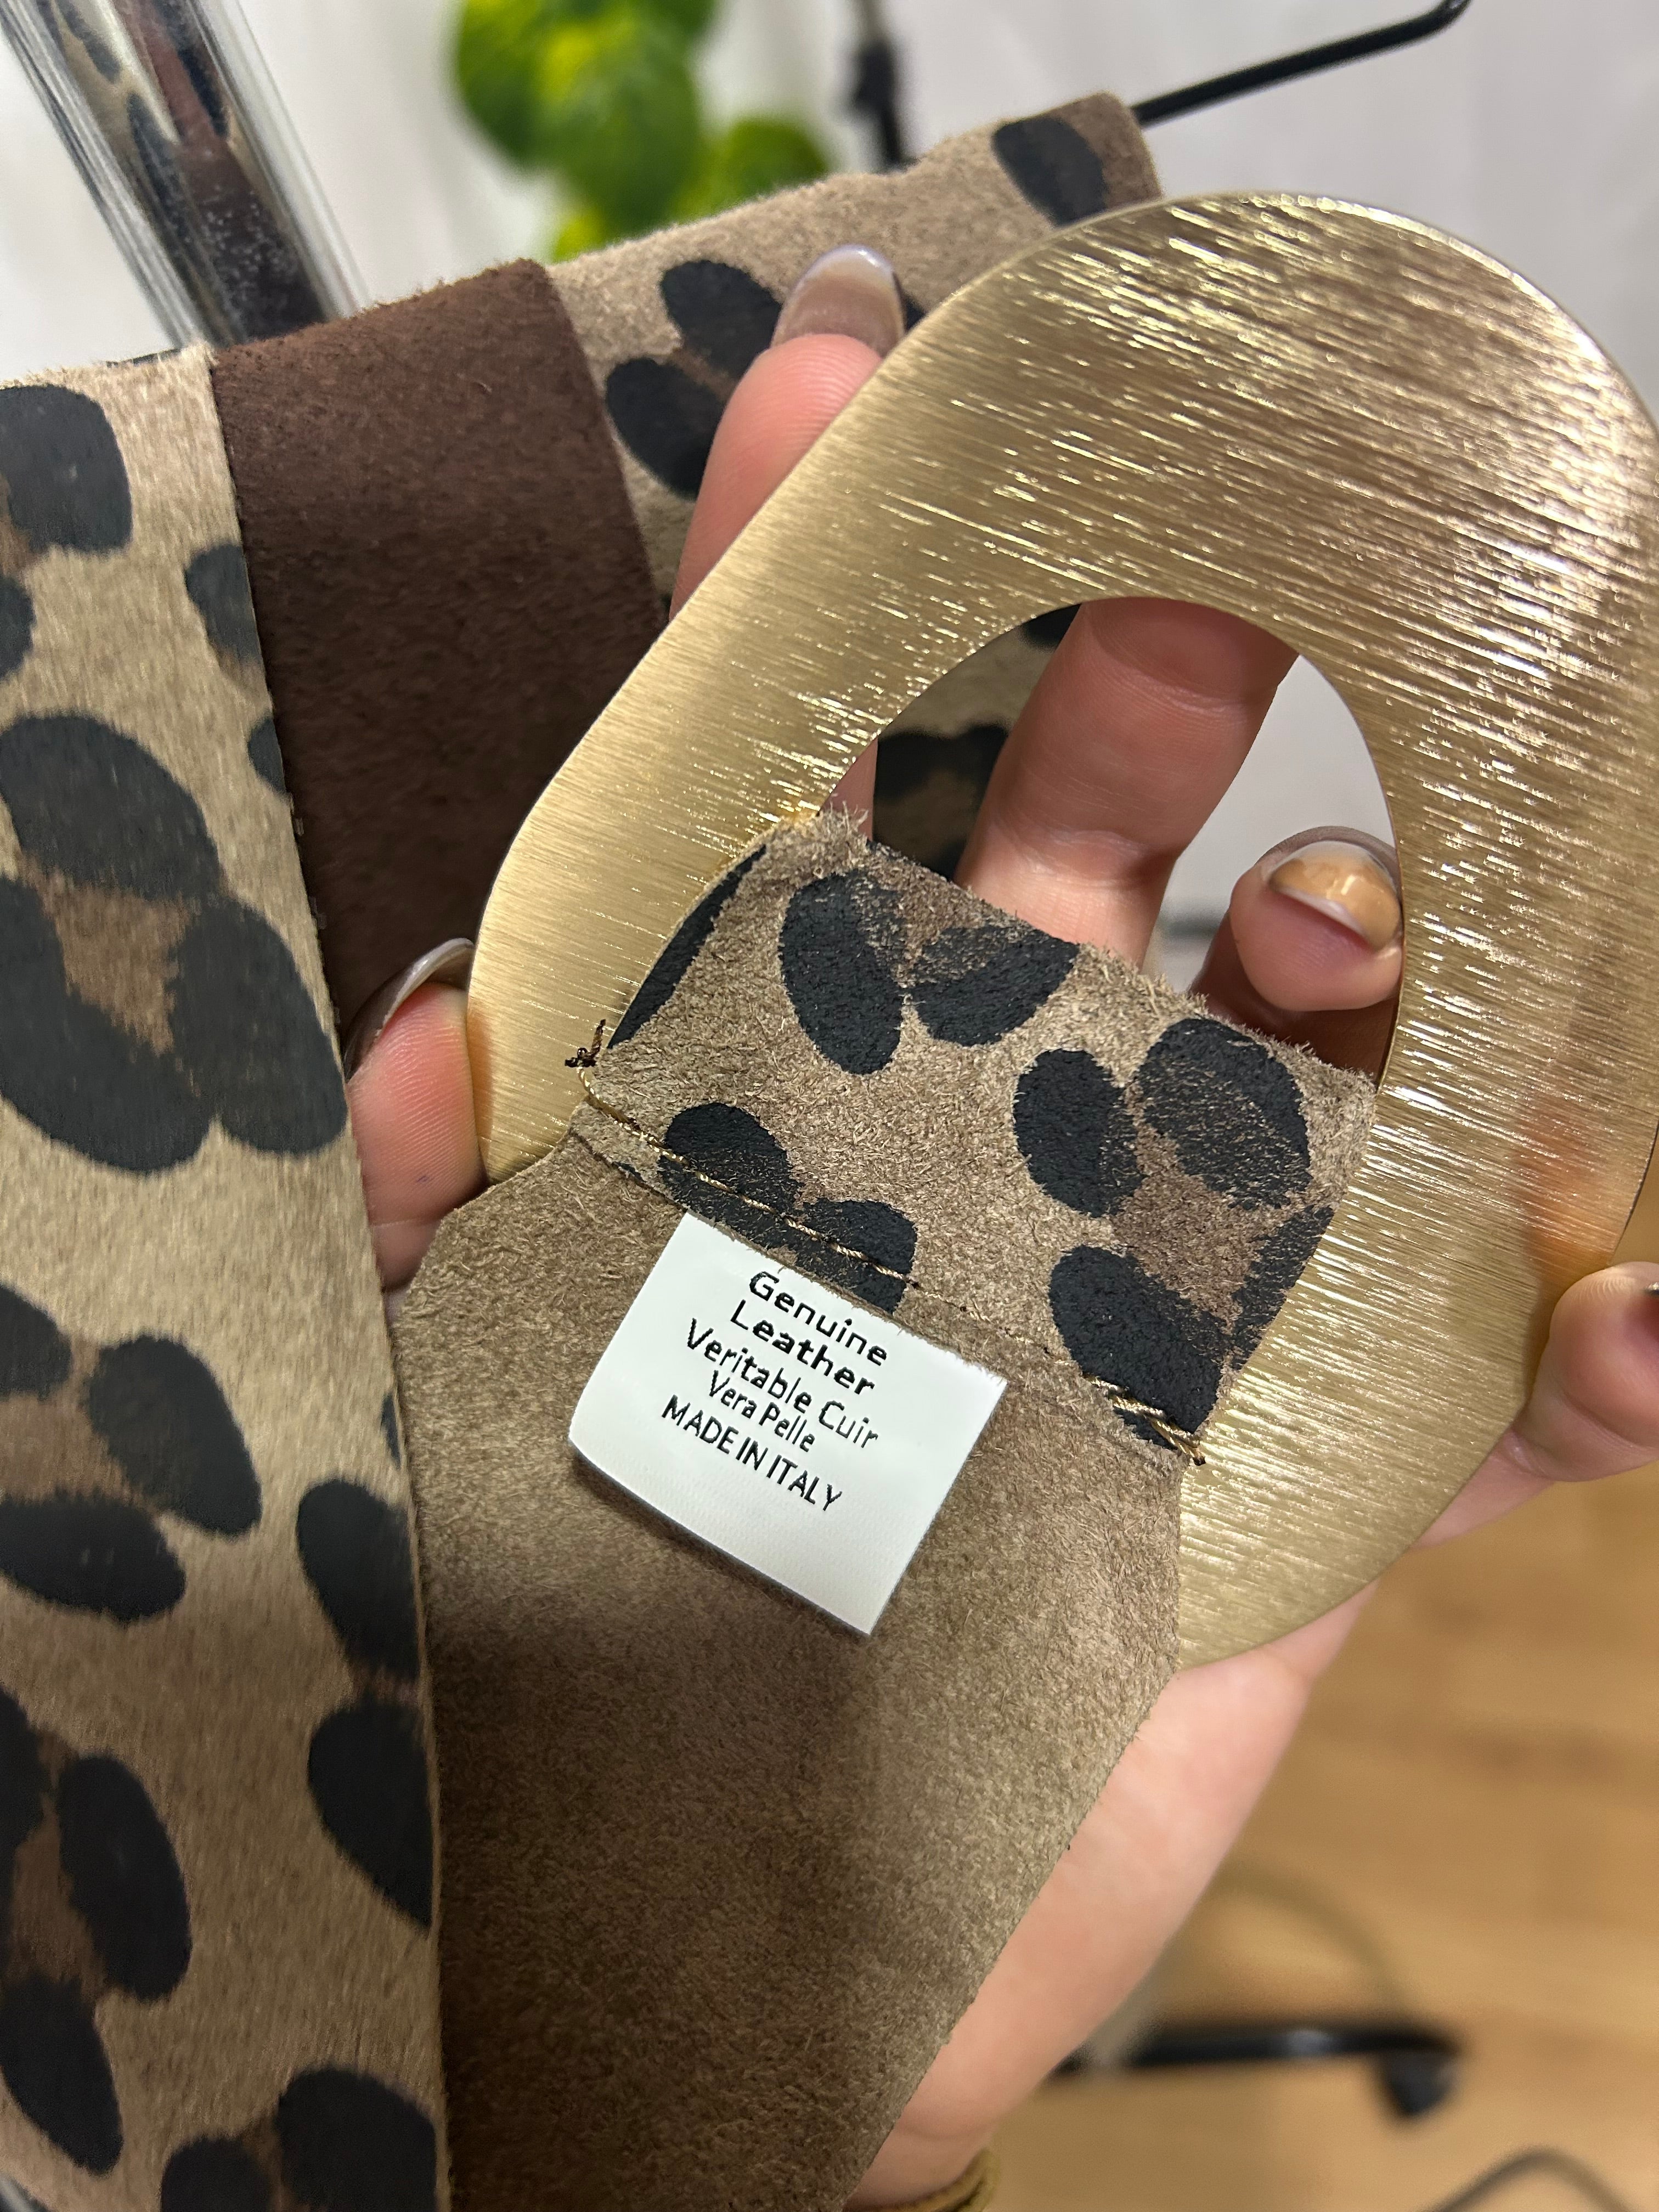 Genuine
Leather
Veritable Cuir
Vera Pelle
MADE IN ITALY